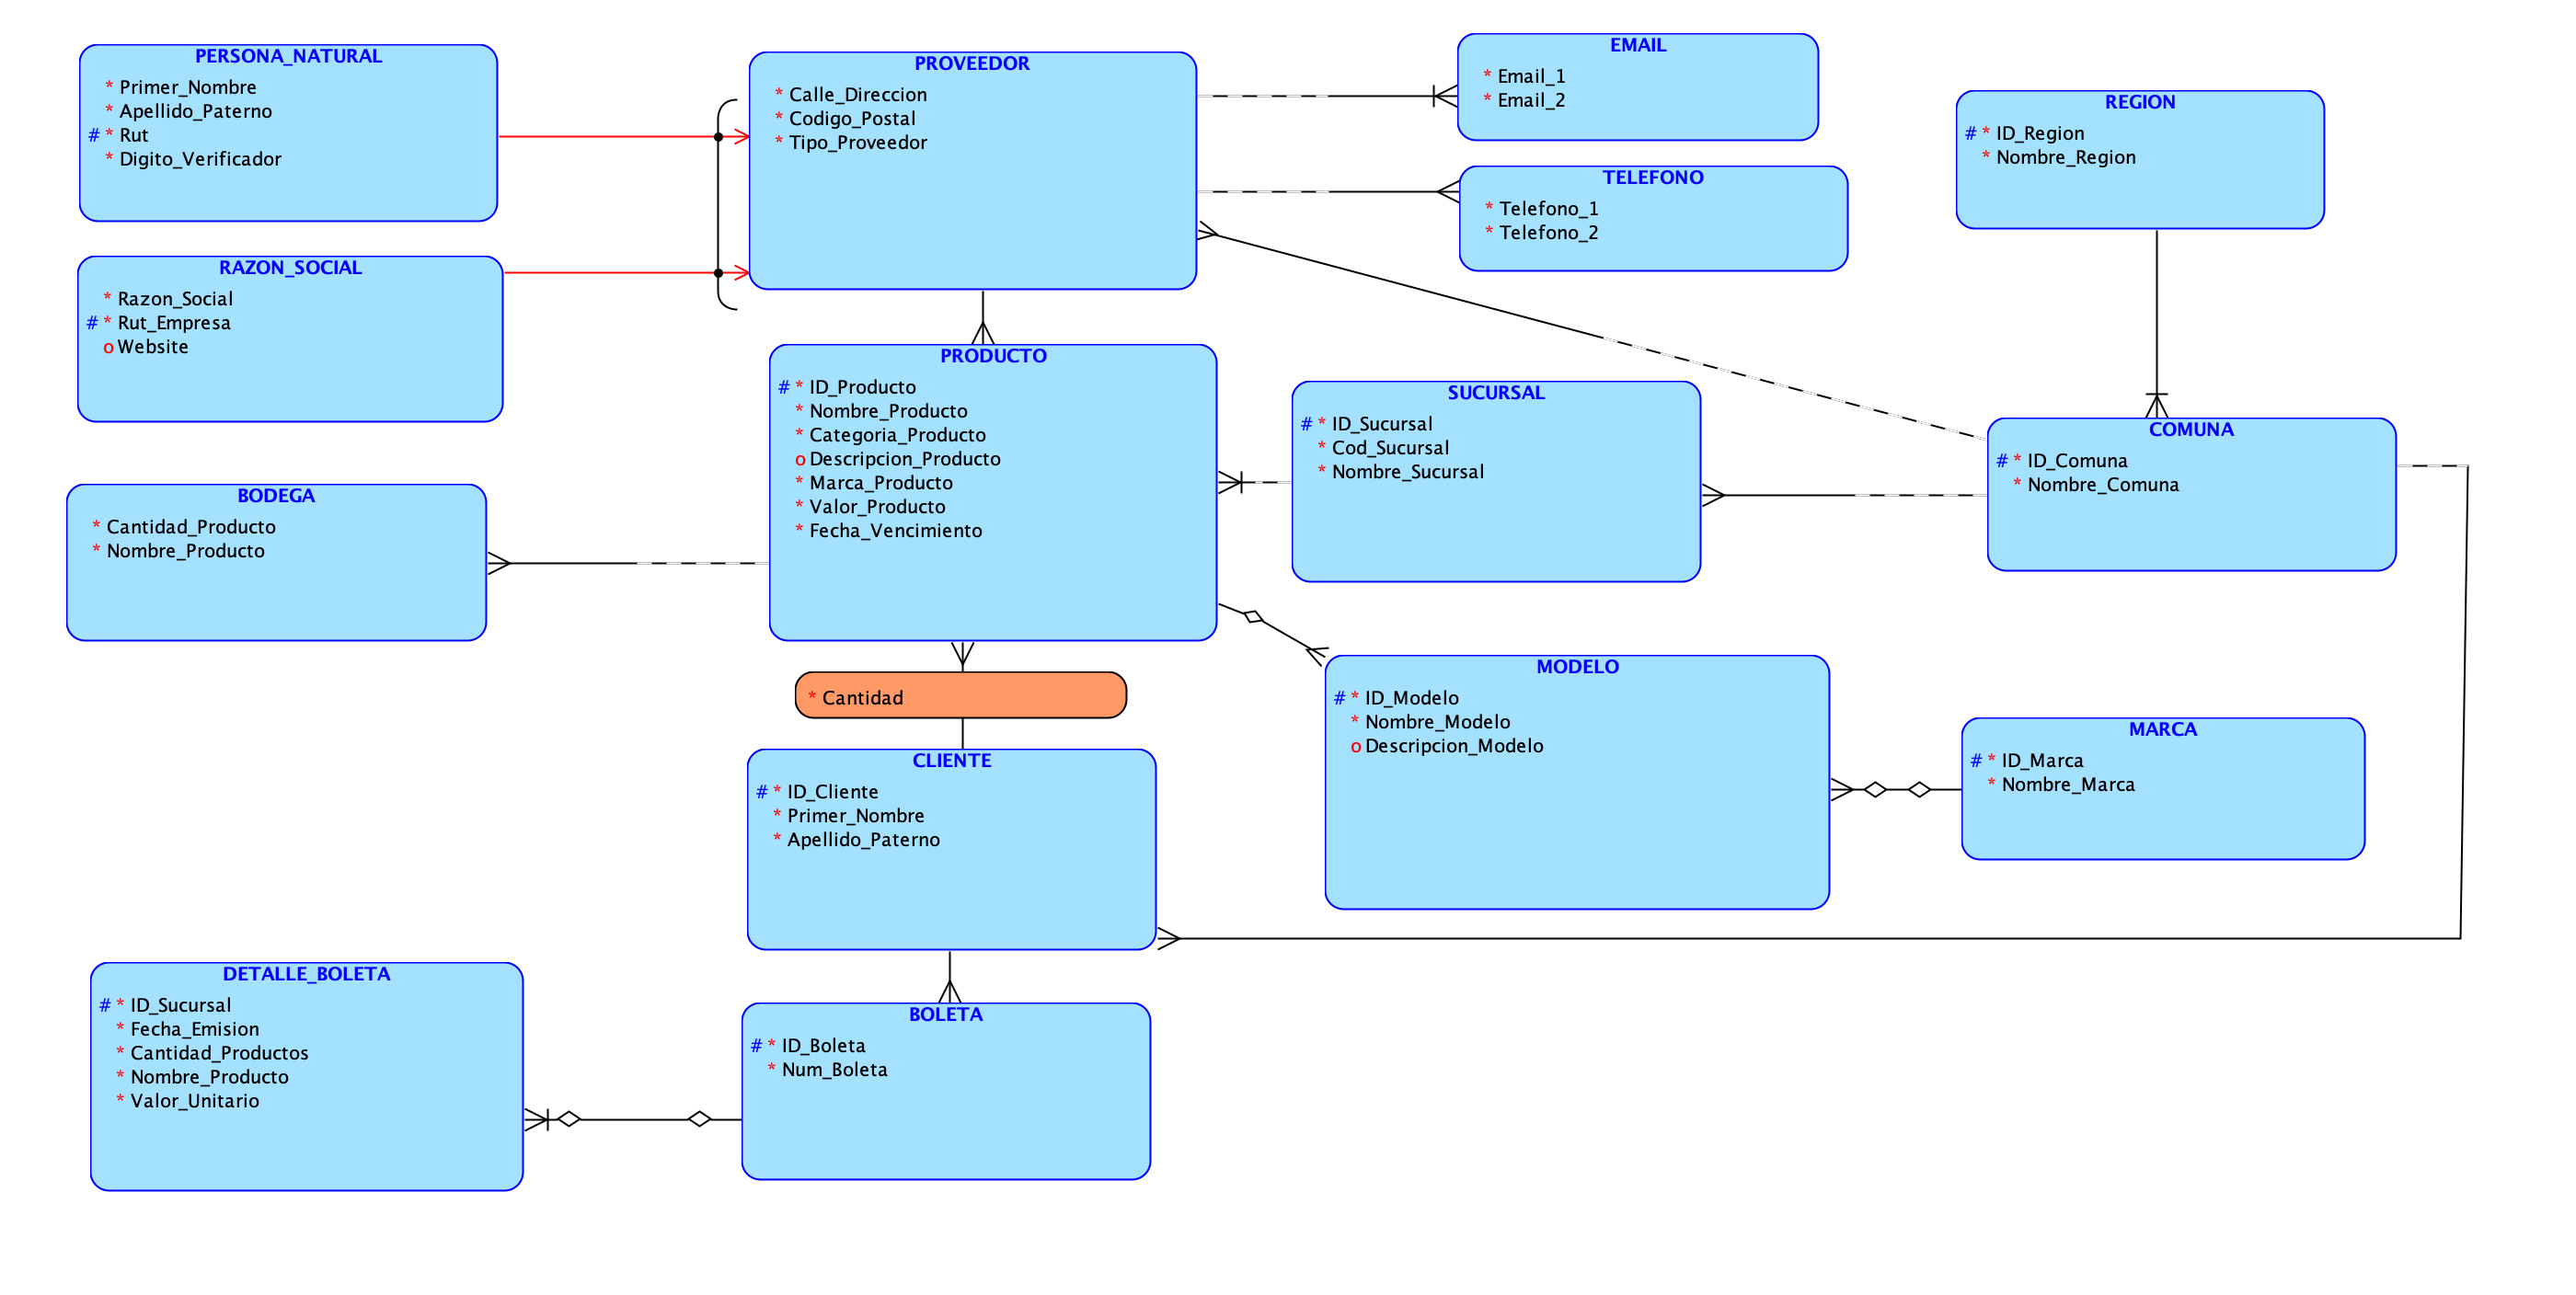 PERSONA_NATURAL
* Primer_Nombre
* Apellido_Paterno
# * Rut
* Digito_Verificador
PROVEEDOR
* Calle_Direccion
* Codigo_Postal
* Tipo_Proveedor
EMAIL
* Email_1
* Email_2
REGION
# * ID_Region
* Nombre_Region
TELEFONO
* Telefono_1
* Telefono_2
RAZON_SOCIAL
* Razon_Social
# * Rut_Empresa
o Website
PRODUCTO
# * ID_Producto
* Nombre_Producto
* Categoria_Producto
o Descripcion_Producto
* Marca_Producto
* Valor_Producto
* Fecha_Vencimiento
SUCURSAL
# * ID_Sucursal
* Cod_Sucursal
* Nombre_Sucursal
COMUNA
# * ID_Comuna
* Nombre_Comuna
BODEGA
* Cantidad_Producto
* Nombre_Producto
* Cantidad
MODELO
# * ID_Modelo
* Nombre_Modelo
o Descripcion_Modelo
MARCA
# * ID_Marca
* Nombre_Marca
CLIENTE
# * ID_Cliente
* Primer_Nombre
* Apellido_Paterno
DETALLE_BOLETA
# * ID_Sucursal
* Fecha_Emision
* Cantidad_Productos
* Nombre_Producto
* Valor_Unitario
BOLETA
# * ID_Boleta
* Num_Boleta